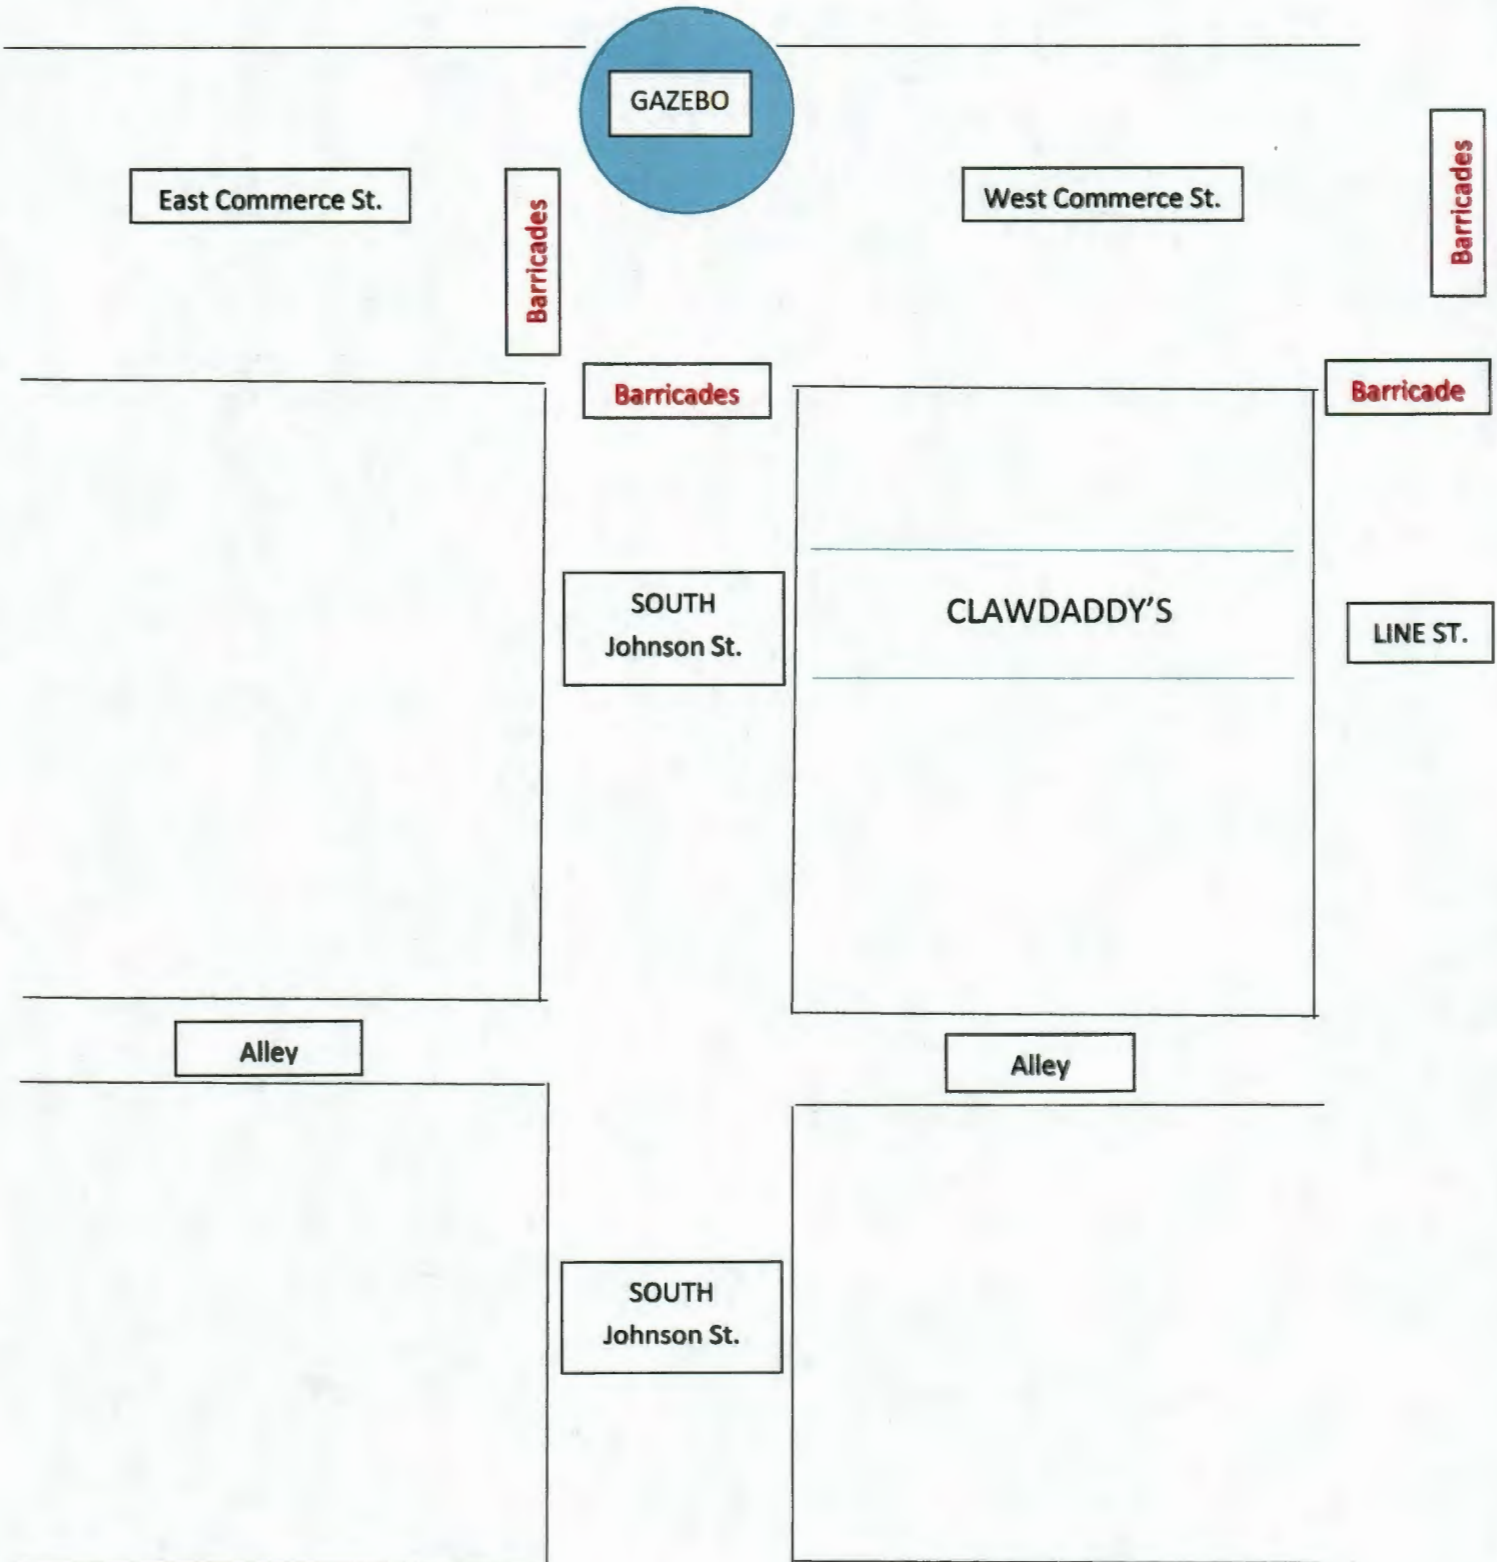 GAZEBO
East Commerce St.
Barricades
West Commerce St.
Barricades
Barricades
Barricade
SOUTH
Johnson St.
CLAWDADDY'S
LINE ST.
Alley
Alley
SOUTH
Johnson St.